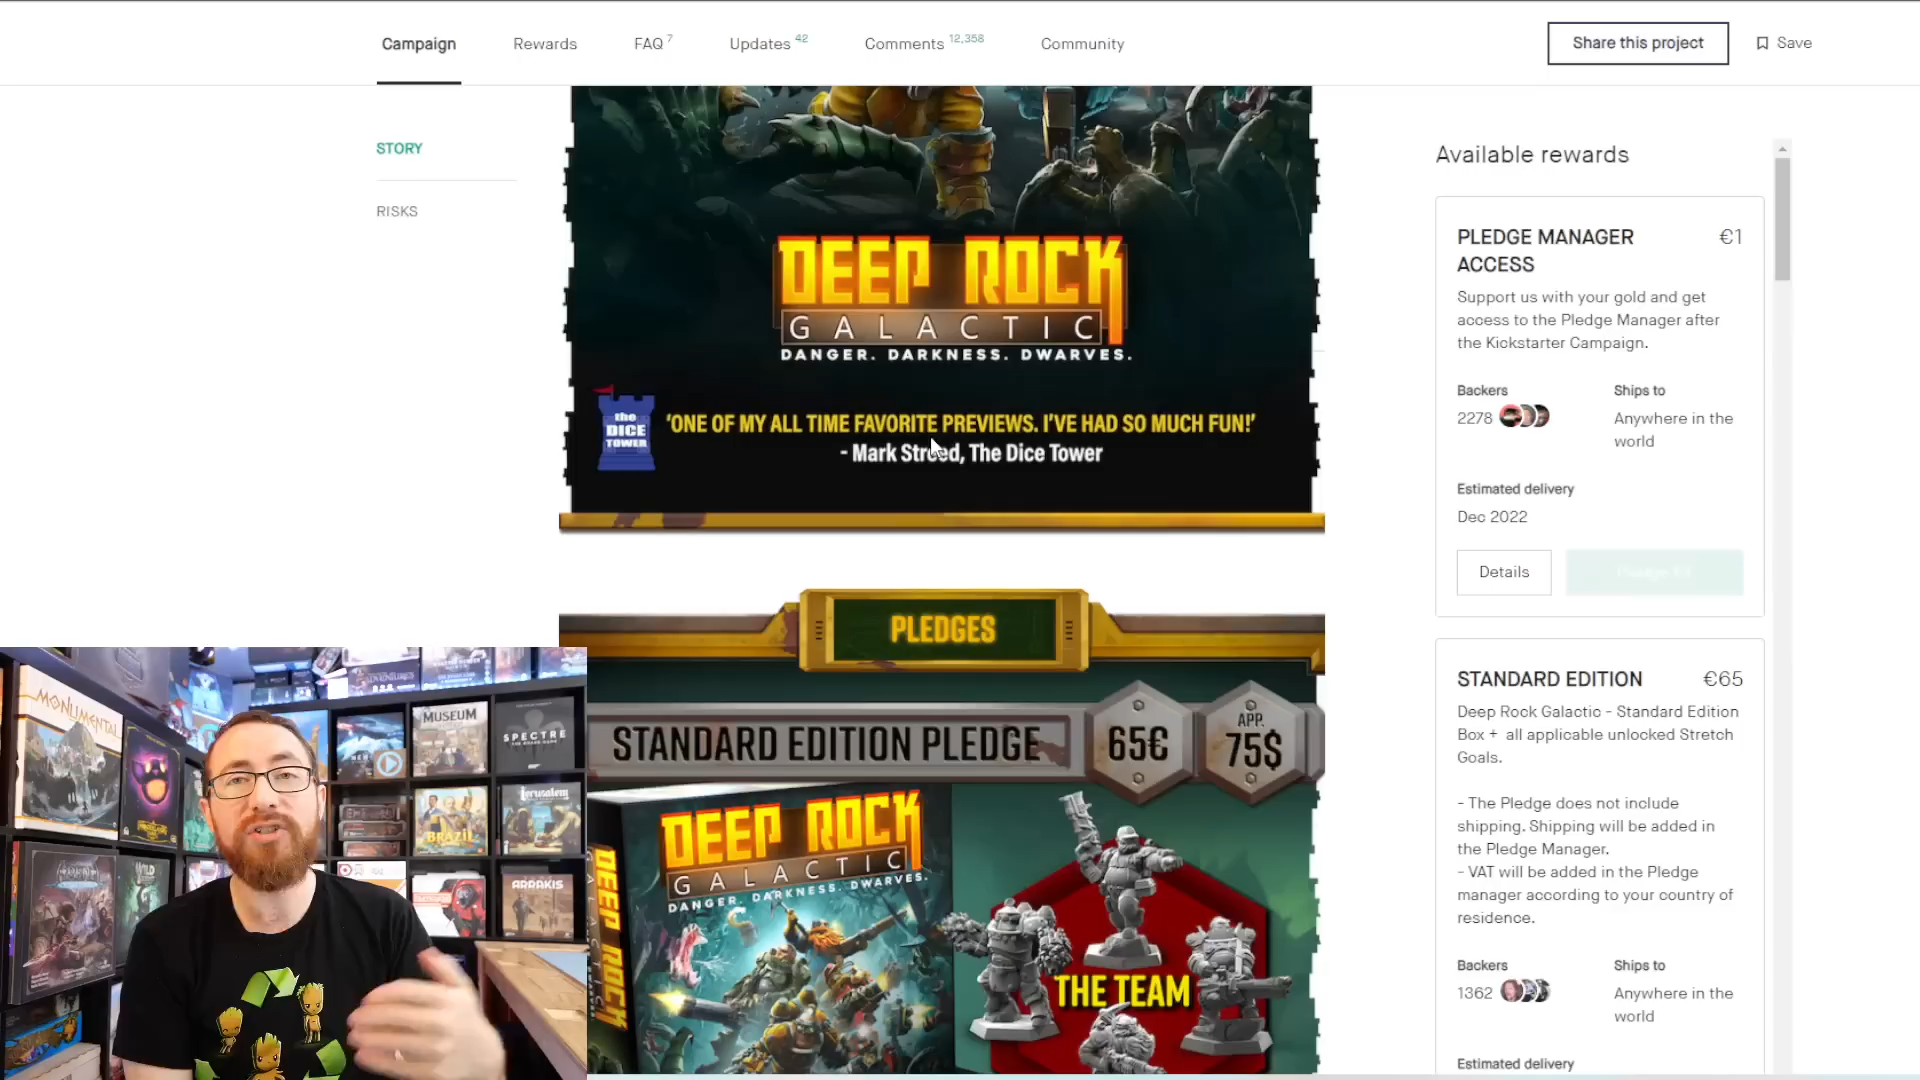 Campaign
Rewards
FAQ 7
Updates 42
Comments 12,358
Community
Share this project
Save
STORY
RISKS
DEEP ROCK
GALACTIC
DANGER. DARKNESS. DWARVES.
the
DICE
TOWER
'ONE OF MY ALL TIME FAVORITE PREVIEWS. I'VE HAD SO MUCH FUN!'
- Mark Streed, The Dice Tower
PLEDGES
STANDARD EDITION PLEDGE
65€
APP.
75$
DEEP ROCK
GALACTIC
DANGER. DARKNESS. DWARVES.
DEEP ROCK
THE TEAM
Available rewards
PLEDGE MANAGER
ACCESS
€1
Support us with your gold and get
access to the Pledge Manager after
the Kickstarter Campaign.
Backers
Ships to
2278
Anywhere in the
world
Estimated delivery
Dec 2022
Details
STANDARD EDITION
€65
Deep Rock Galactic - Standard Edition
Box + all applicable unlocked Stretch
Goals.
- The Pledge does not include
shipping. Shipping will be added in
the Pledge Manager.
- VAT will be added in the Pledge
manager according to your country of
residence.
Backers
Ships to
1362
Anywhere in the
world
Estimated delivery
MONUMENTAL
MUSEUM
SPECTRE
BRAZIL
Jerusalem
WILD
ARRAKIS